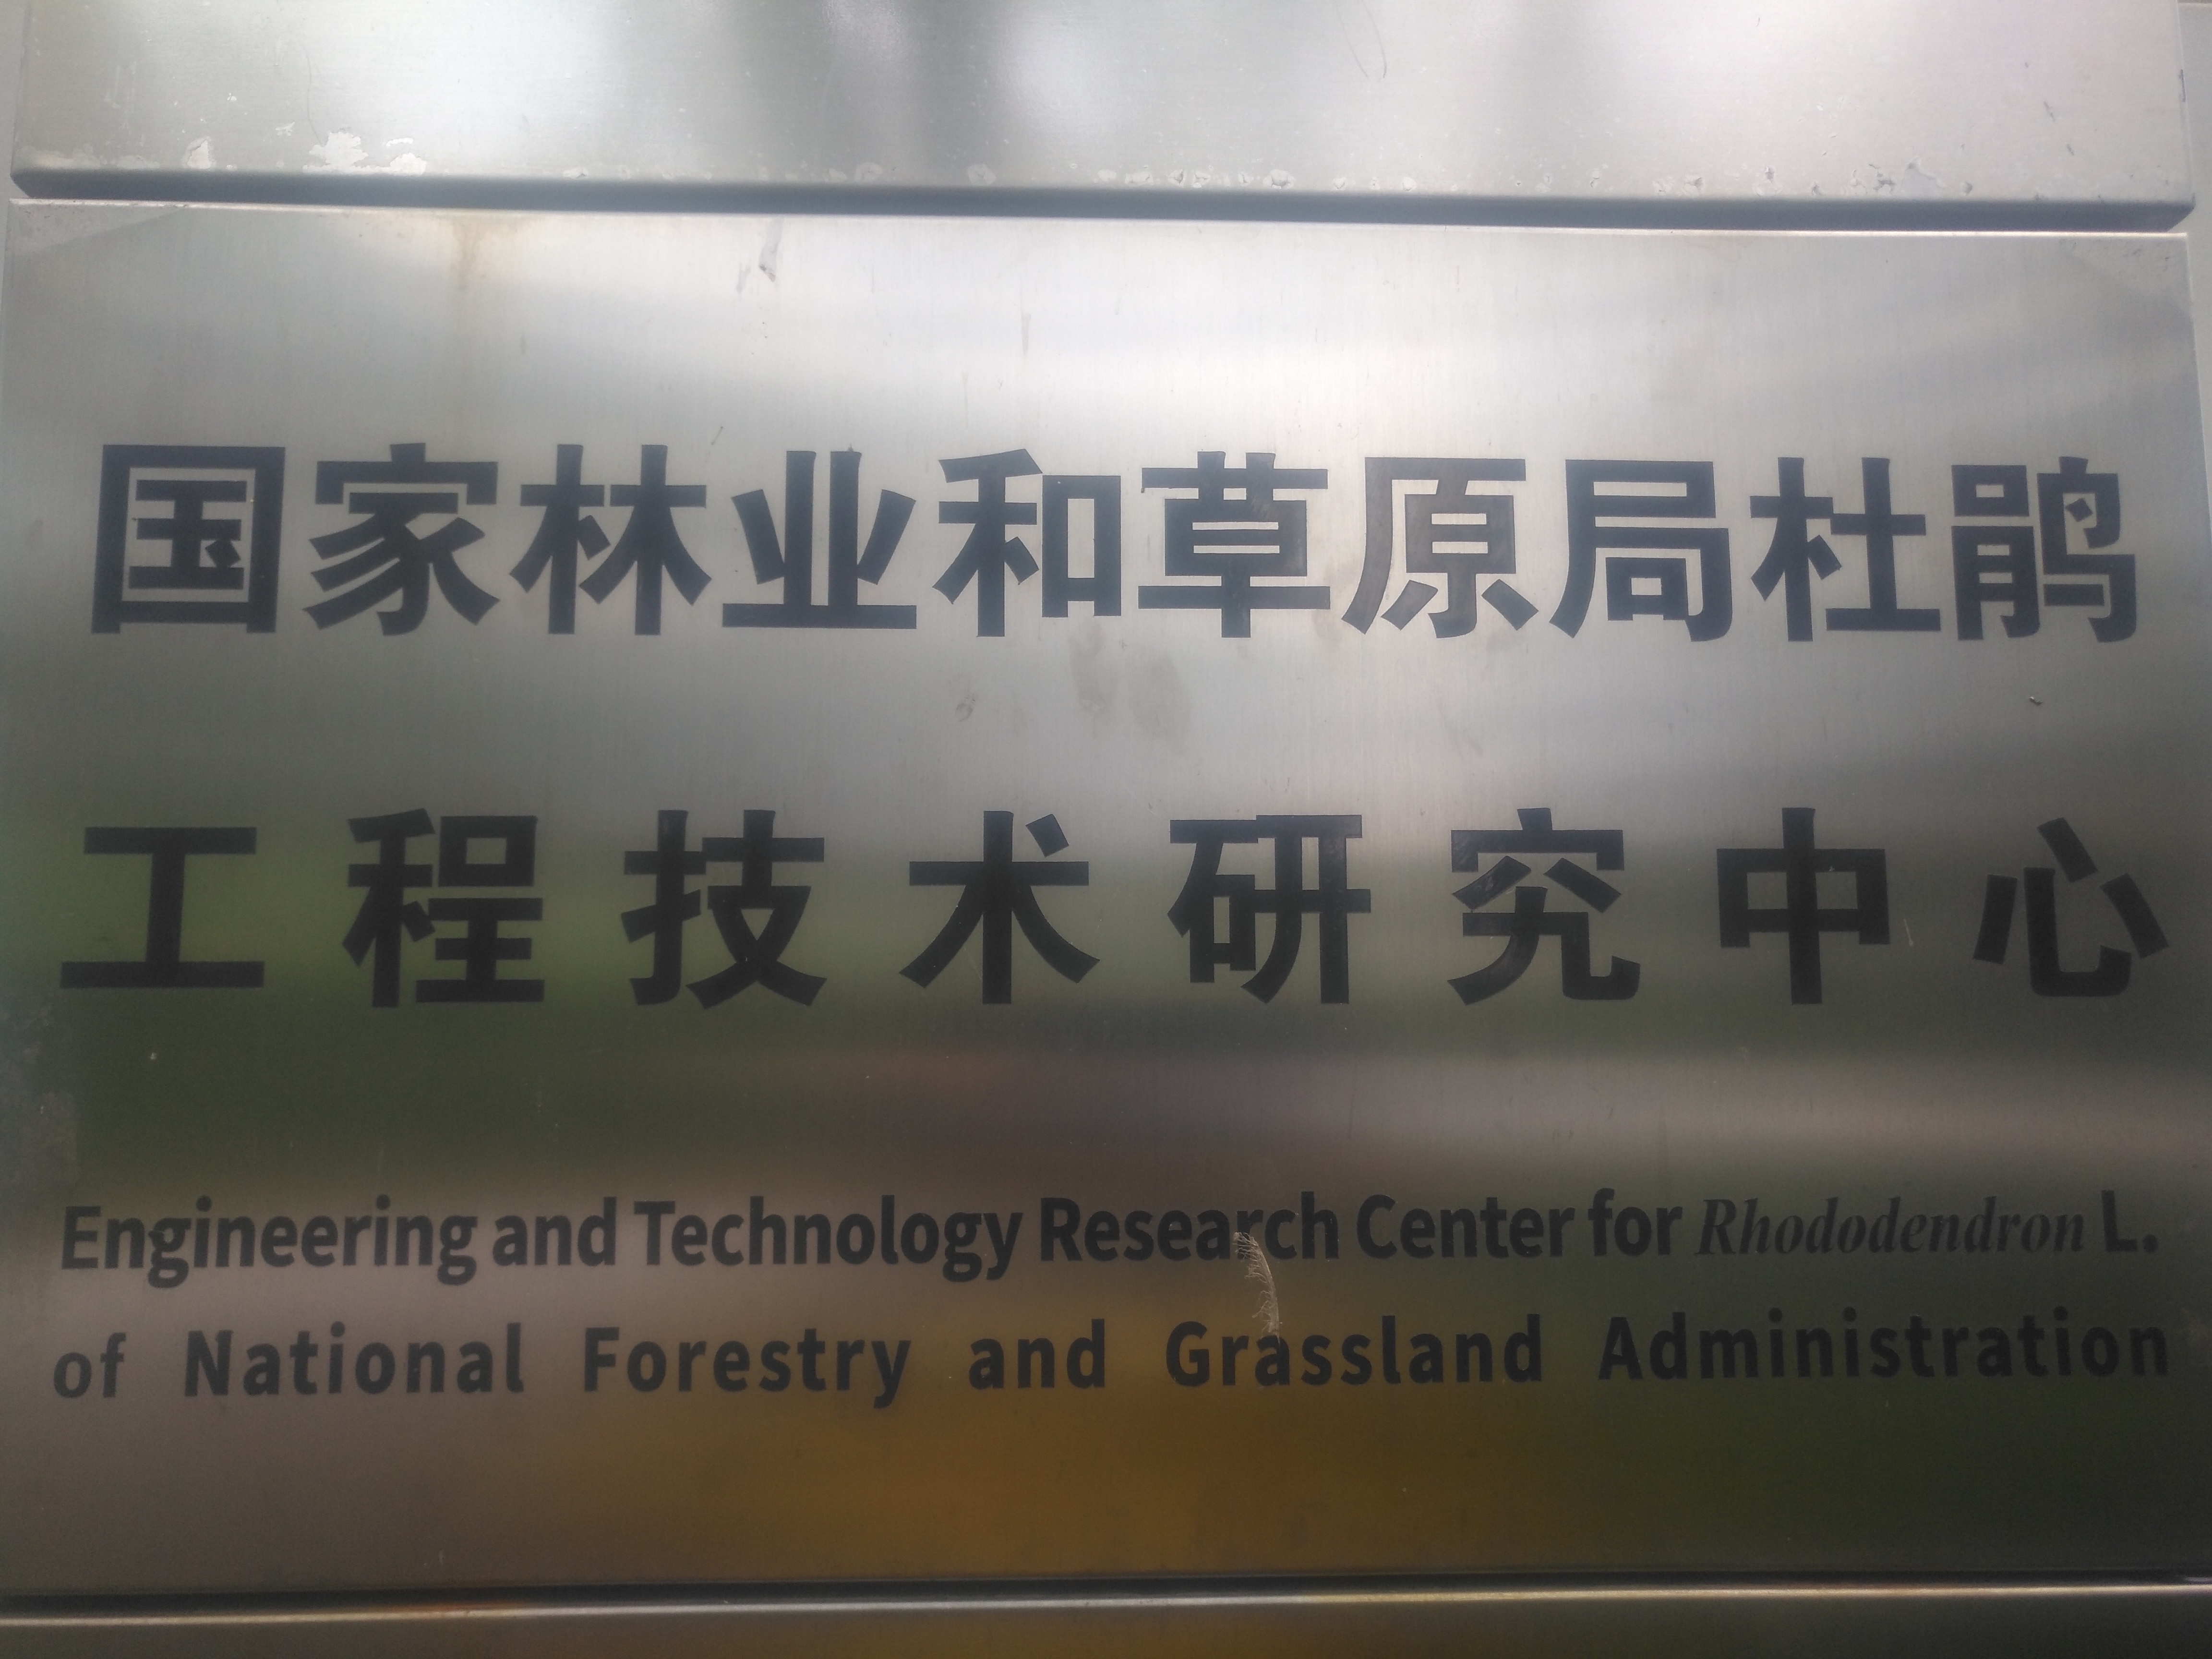 国家林业和草原局杜鹃
工程技术研究中心
Engineering and Technology Research Center for Rhododendron L.
of National Forestry and Grassland Administration